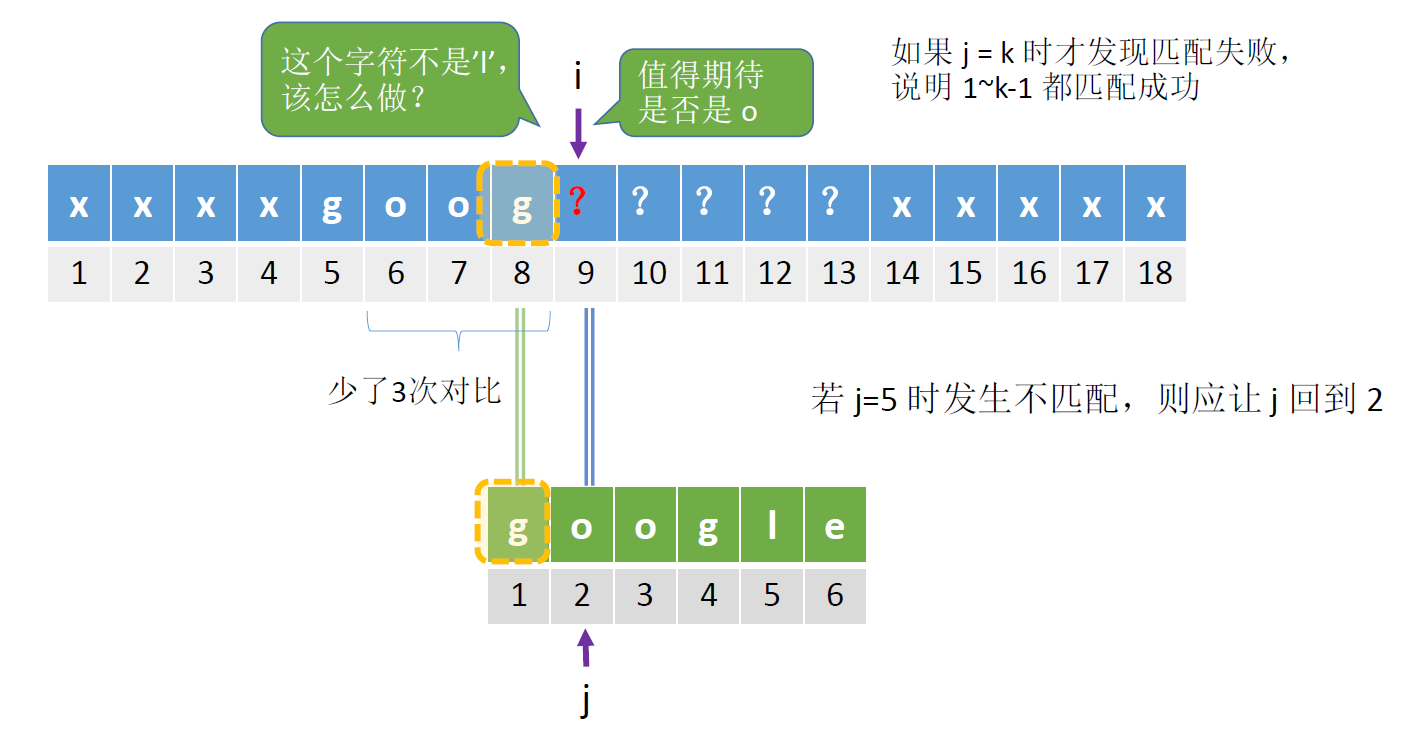 这个字符不是’l’，
该怎么做？
i
值得期待
是否是 o
如果 j = k 时才发现匹配失败，
说明 1~k-1 都匹配成功
x x x x g o o g ? ? ? ? ? x x x x x
1 2 3 4 5 6 7 8 9 10 11 12 13 14 15 16 17 18
少了3次对比
若 j=5 时发生不匹配，则应让 j 回到 2
g o o g l e
1 2 3 4 5 6
j